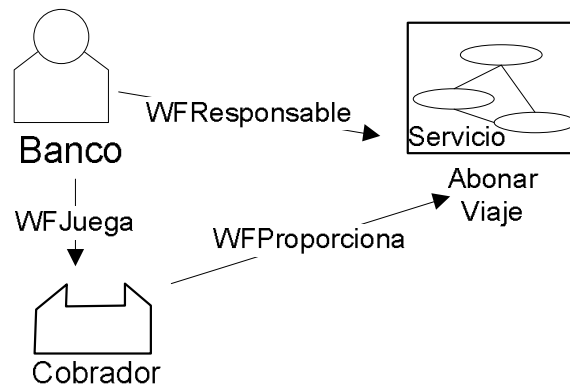 WFResponsable
Servicio
Banco
Abonar
Viaje
WFJuega
WFProporciona
Cobrador